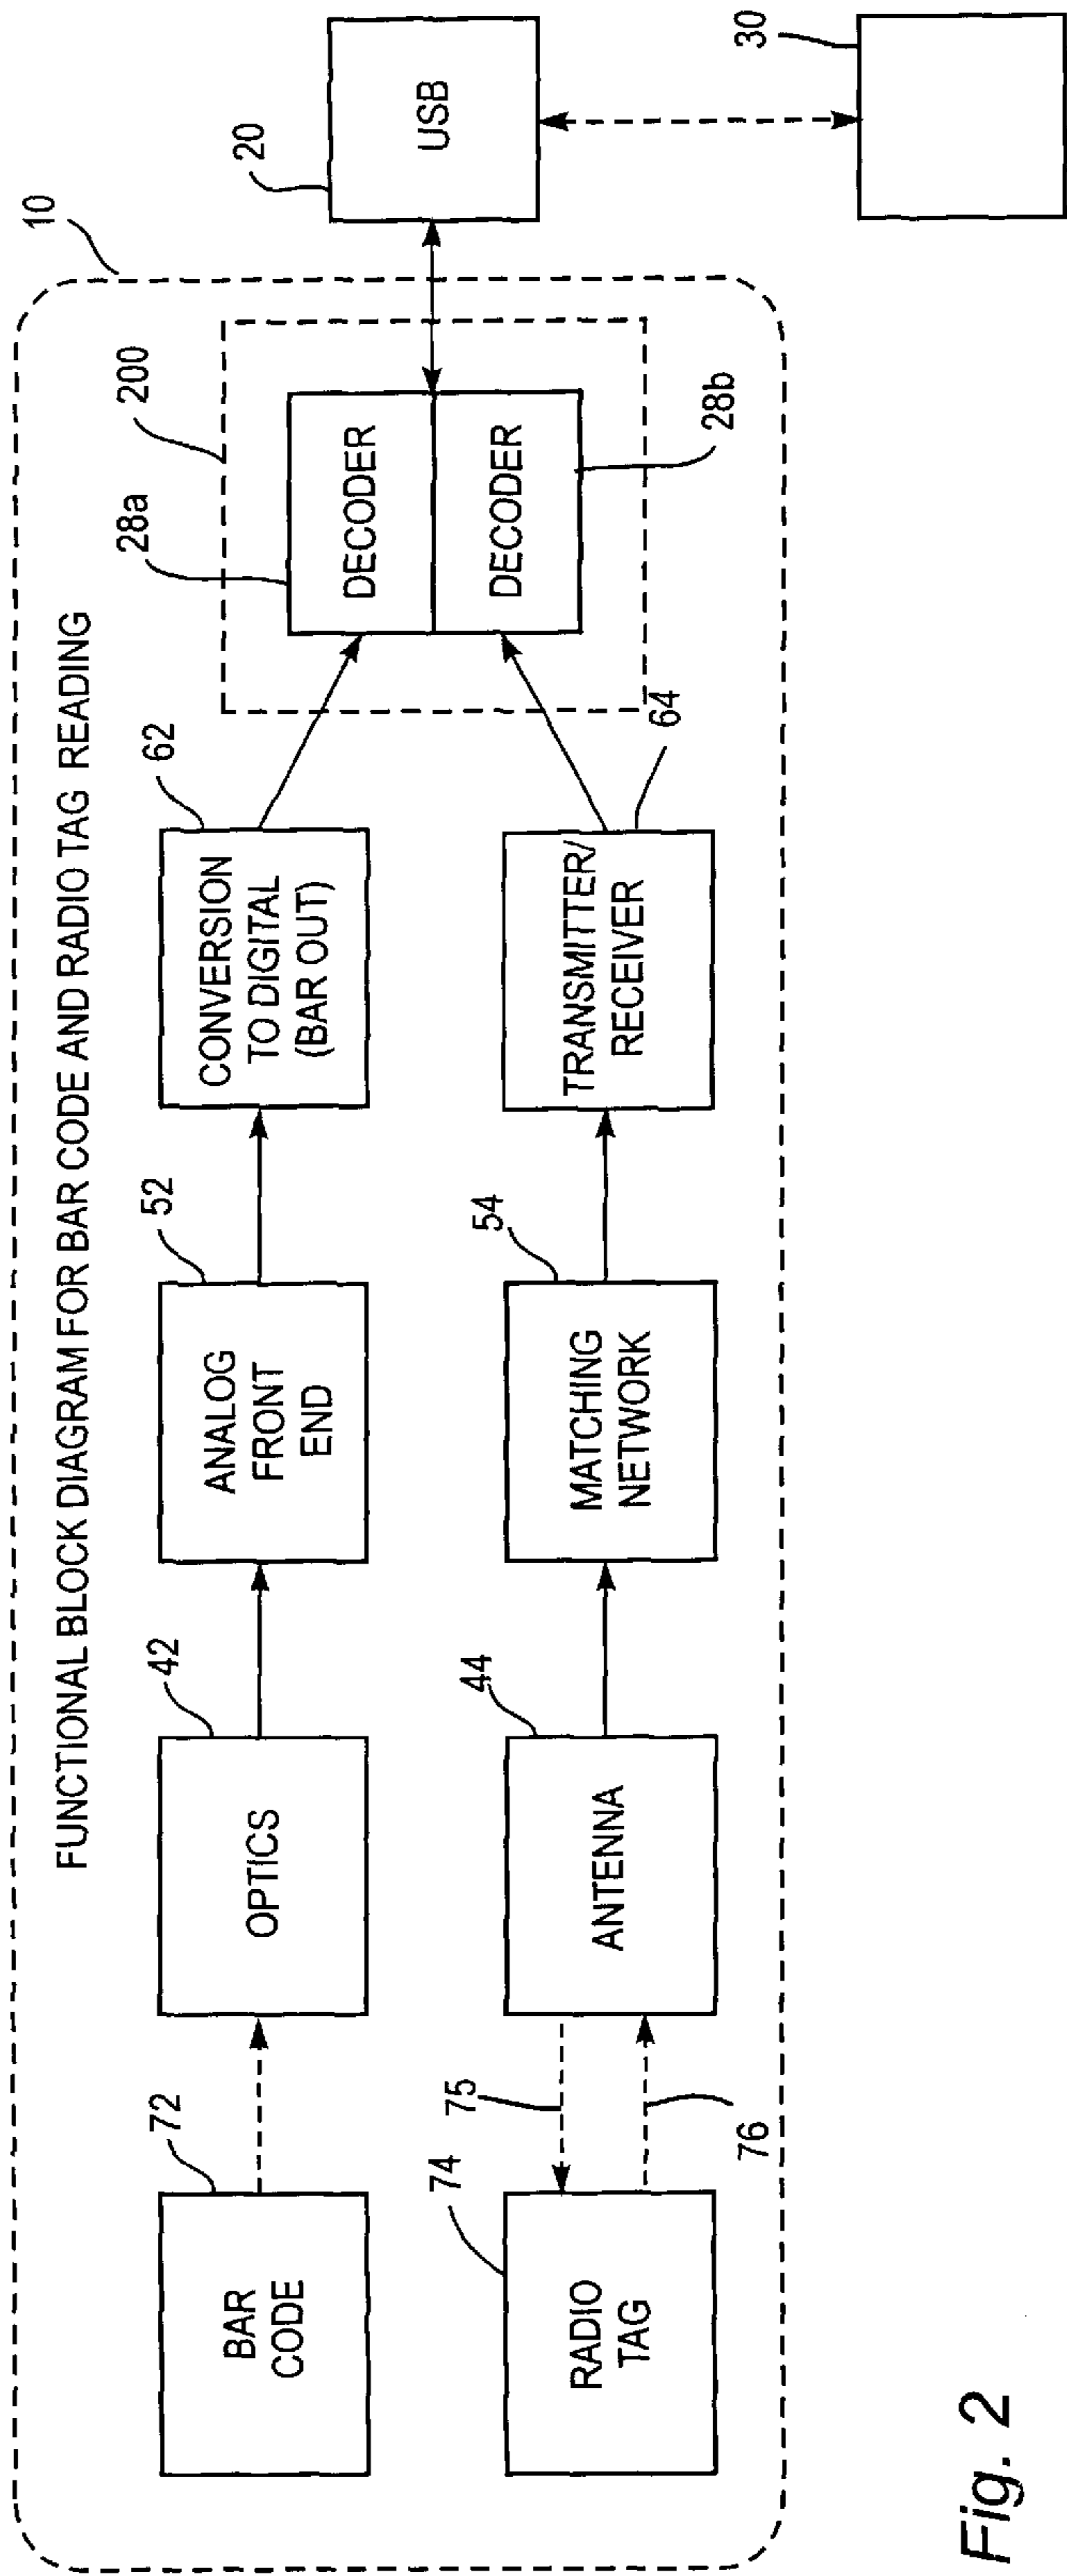 FUNCTIONAL BLOCK DIAGRAM FOR BAR CODE AND RADIO TAG READING
10
72
BAR
CODE
42
OPTICS
52
ANALOG
FRONT
END
62
CONVERSION
TO DIGITAL
(BAR OUT)
200
28a
DECODER
DECODER
28b
20
USB
30
74
RADIO
TAG
75
76
44
ANTENNA
54
MATCHING
NETWORK
64
TRANSMITTER/
RECEIVER
Fig. 2